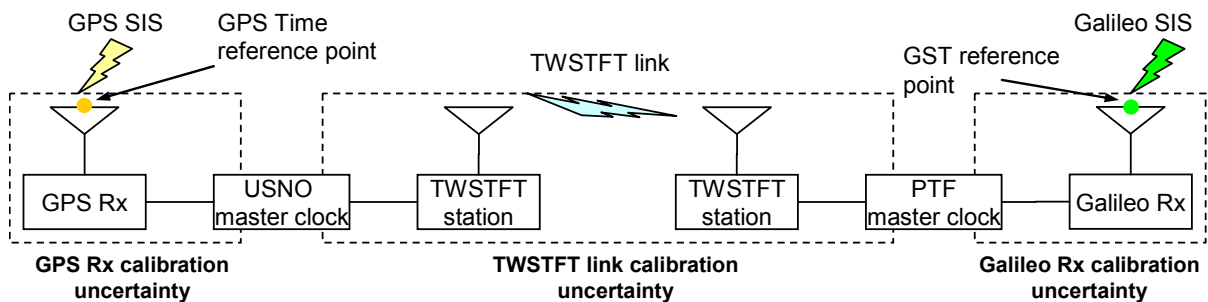 GPS SIS
GPS Time
reference point
TWSTFT link
Galileo SIS
GST reference
point
GPS Rx
USNO
master clock
TWSTFT
station
TWSTFT
station
PTF
master clock
Galileo Rx
GPS Rx calibration
uncertainty
TWSTFT link calibration
uncertainty
Galileo Rx calibration
uncertainty